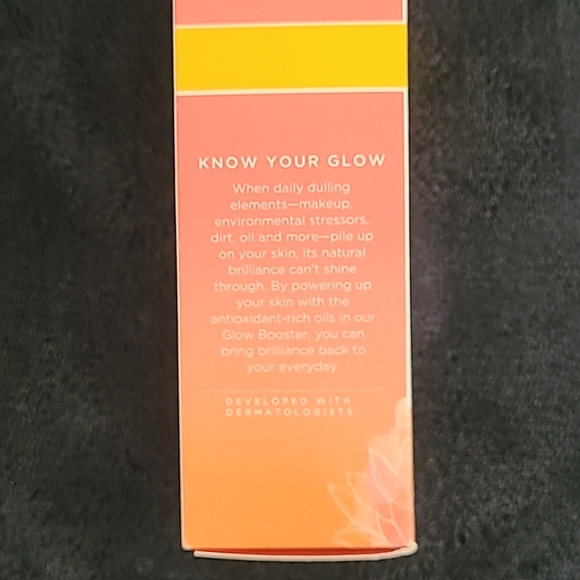 KNOW YOUR GLOW
When daily dulling
elements—makeup,
environmental stressors,
dirt, oil and more—pile up
on your skin, its natural
brilliance can't shine
through. By powering up
your skin with the
antioxidant-rich oils in our
Glow Booster, you can
bring brilliance back to
your everyday.
DEVELOPED WITH
DERMATOLOGISTS